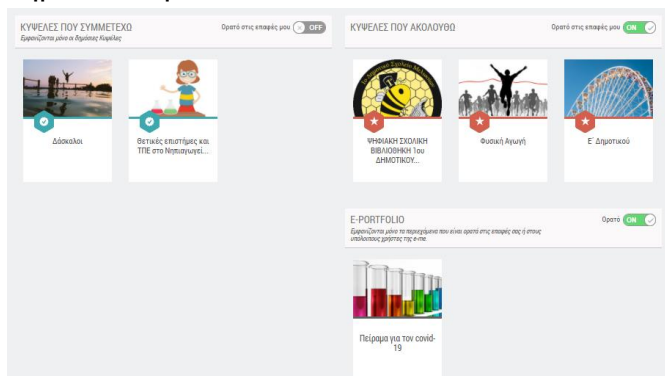 ΚΥΨΕΛΕΣ ΠΟΥ ΣΥΜΜΕΤΕΧΩ
Ορατό στις επαφές μου OFF
Εμφανίζονται μόνο οι δημόσιες Κυψέλες
Δάσκαλοι
Θετικές επιστήμες και
ΤΠΕ στο Νηπιαγωγεί...
ΚΥΨΕΛΕΣ ΠΟΥ ΑΚΟΛΟΥΘΩ
Ορατό στις επαφές μου ON
ΨΗΦΙΑΚΗ ΣΧΟΛΙΚΗ
ΒΙΒΛΙΟΘΗΚΗ 1ου
ΔΗΜΟΤΙΚΟΥ...
Φυσική Αγωγή
Ε΄ Δημοτικού
E-PORTFOLIO
Ορατό ON
Εμφανίζονται μόνο τα περιεχόμενα που είναι ορατά στις επαφές σας ή στους
υπόλοιπους χρήστες της e-me.
Πείραμα για τον covid-
19